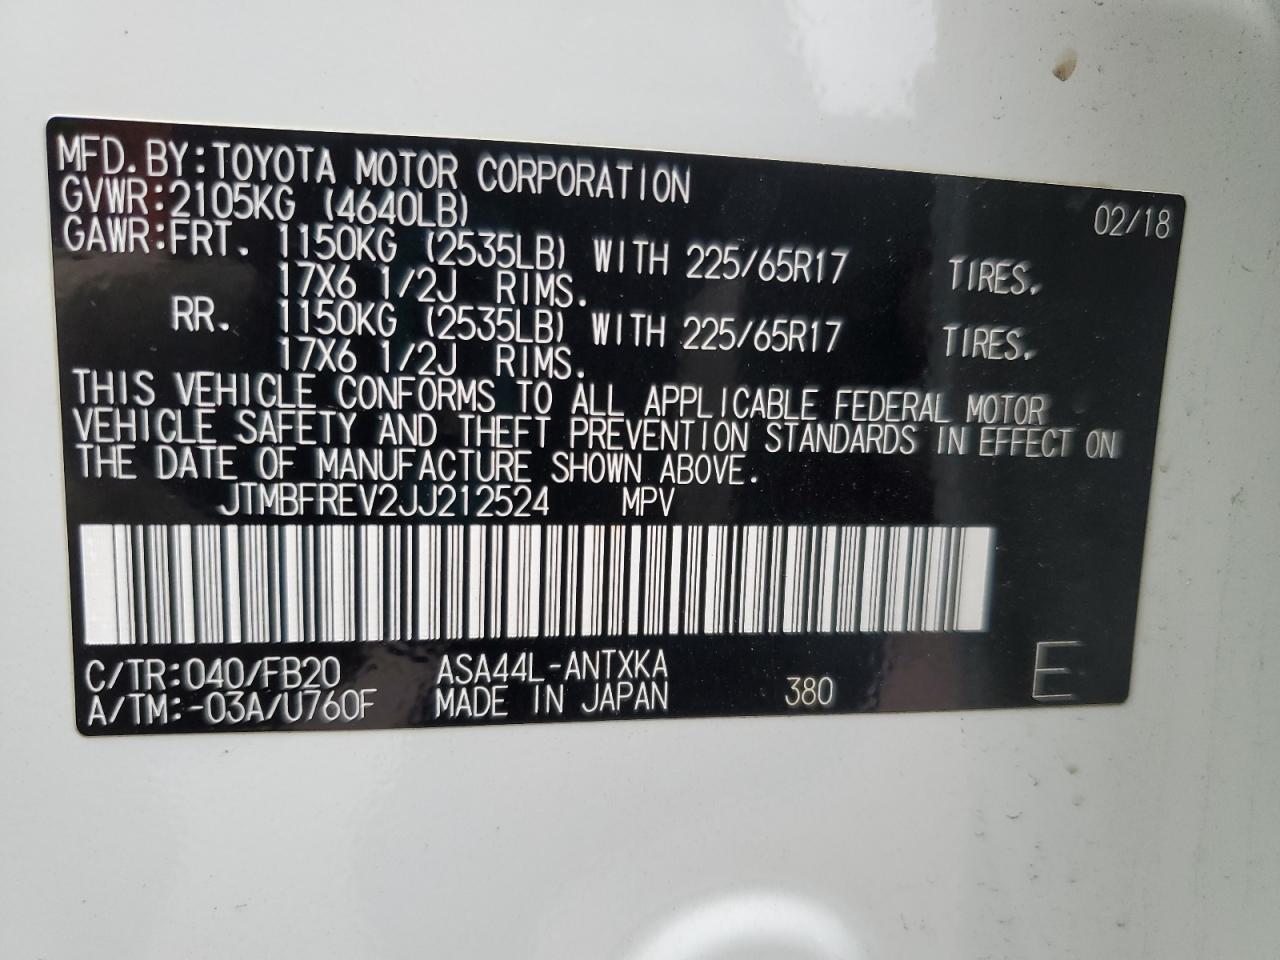 MFD.BY:TOYOTA MOTOR CORPORATION
GVWR:2105KG (4640LB) 02/18
GAWR:FRT. 1150KG (2535LB) WITH 225/65R17 TIRES.
17X6 1/2J RIMS.
RR. 1150KG (2535LB) WITH 225/65R17 TIRES.
17X6 1/2J RIMS.
THIS VEHICLE CONFORMS TO ALL APPLICABLE FEDERAL MOTOR
VEHICLE SAFETY AND THEFT PREVENTION STANDARDS IN EFFECT ON
THE DATE OF MANUFACTURE SHOWN ABOVE.
JTMBFREV2JJ212524 MPV
C/TR:040/FB20 ASA44L-ANTXKA
A/TM:-03A/U760F MADE IN JAPAN 380 E